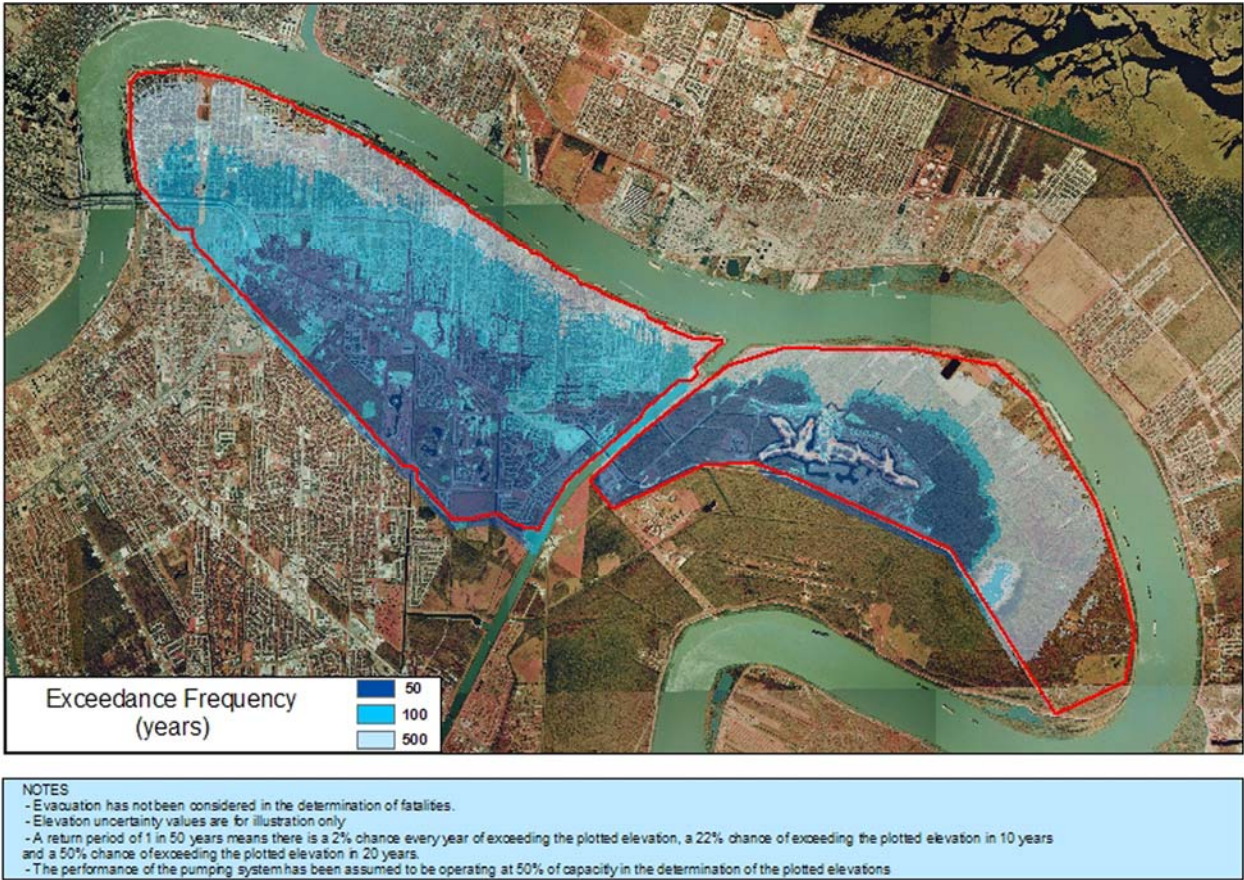 Exceedance Frequency
(years)
50
100
500
NOTES
- Evacuation has not been considered in the determination of fatalities.
- Elevation uncertainty values are for illustration only
- A return period of 1 in 50 years means there is a 2% chance every year of exceeding the plotted elevation, a 22% chance of exceeding the plotted elevation in 10 years
and a 50% chance of exceeding the plotted elevation in 20 years.
- The performance of the pumping system has been assumed to be operating at 50% of capacitiy in the determination of the plotted elevations